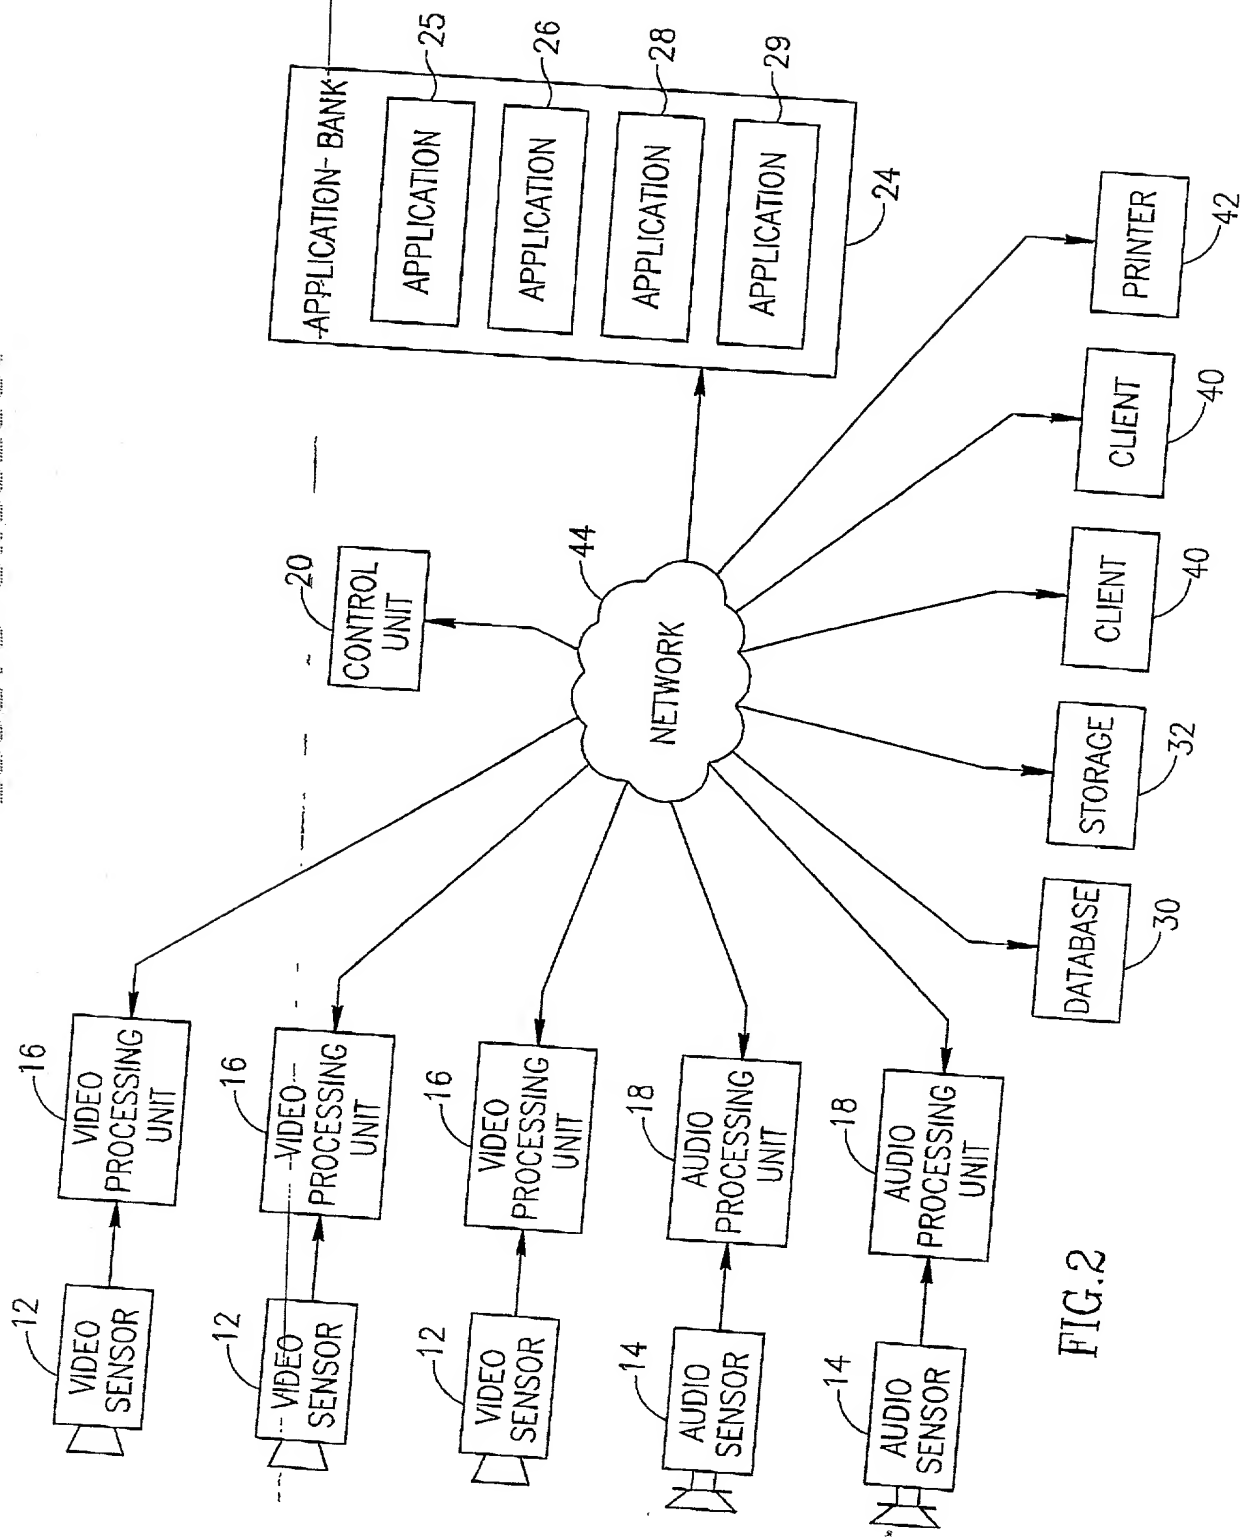 12
VIDEO
SENSOR
16
VIDEO
PROCESSING
UNIT
12
VIDEO
SENSOR
16
VIDEO
PROCESSING
UNIT
12
VIDEO
SENSOR
16
VIDEO
PROCESSING
UNIT
14
AUDIO
SENSOR
18
AUDIO
PROCESSING
UNIT
14
AUDIO
SENSOR
18
AUDIO
PROCESSING
UNIT
20
CONTROL
UNIT
NETWORK
44
APPLICATION BANK
APPLICATION
25
APPLICATION
26
APPLICATION
28
APPLICATION
29
24
DATABASE
30
STORAGE
32
CLIENT
40
CLIENT
40
PRINTER
42
FIG.2